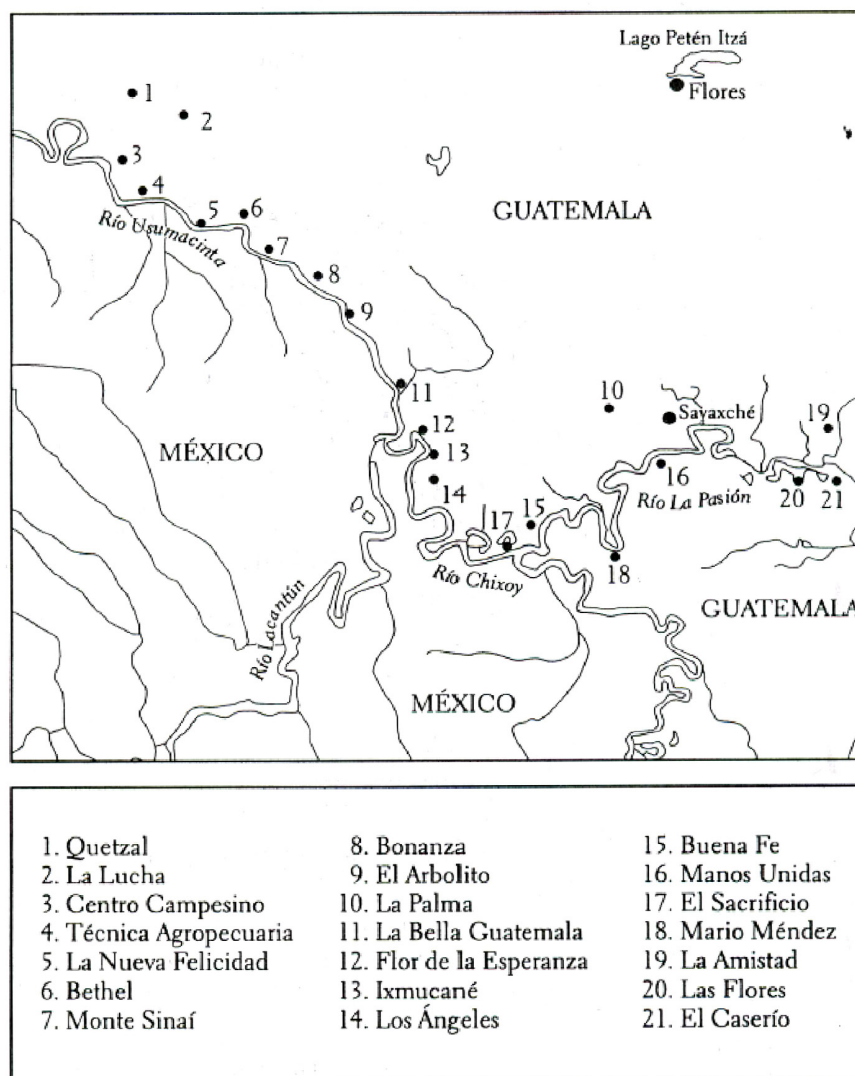 Lago Petén Itzá
Flores
1
2
3
4
5
6
7
8
9
10
11
12
13
14
15
16
17
18
19
20
21
Río Usumacinta
GUATEMALA
MÉXICO
Sayaxché
Río La Pasión
Río Chixoy
Río Lacantún
GUATEMALA
MÉXICO
1. Quetzal
2. La Lucha
3. Centro Campesino
4. Técnica Agropecuaria
5. La Nueva Felicidad
6. Bethel
7. Monte Sinaí
8. Bonanza
9. El Arbolito
10. La Palma
11. La Bella Guatemala
12. Flor de la Esperanza
13. Ixmucané
14. Los Ángeles
15. Buena Fe
16. Manos Unidas
17. El Sacrificio
18. Mario Méndez
19. La Amistad
20. Las Flores
21. El Caserío